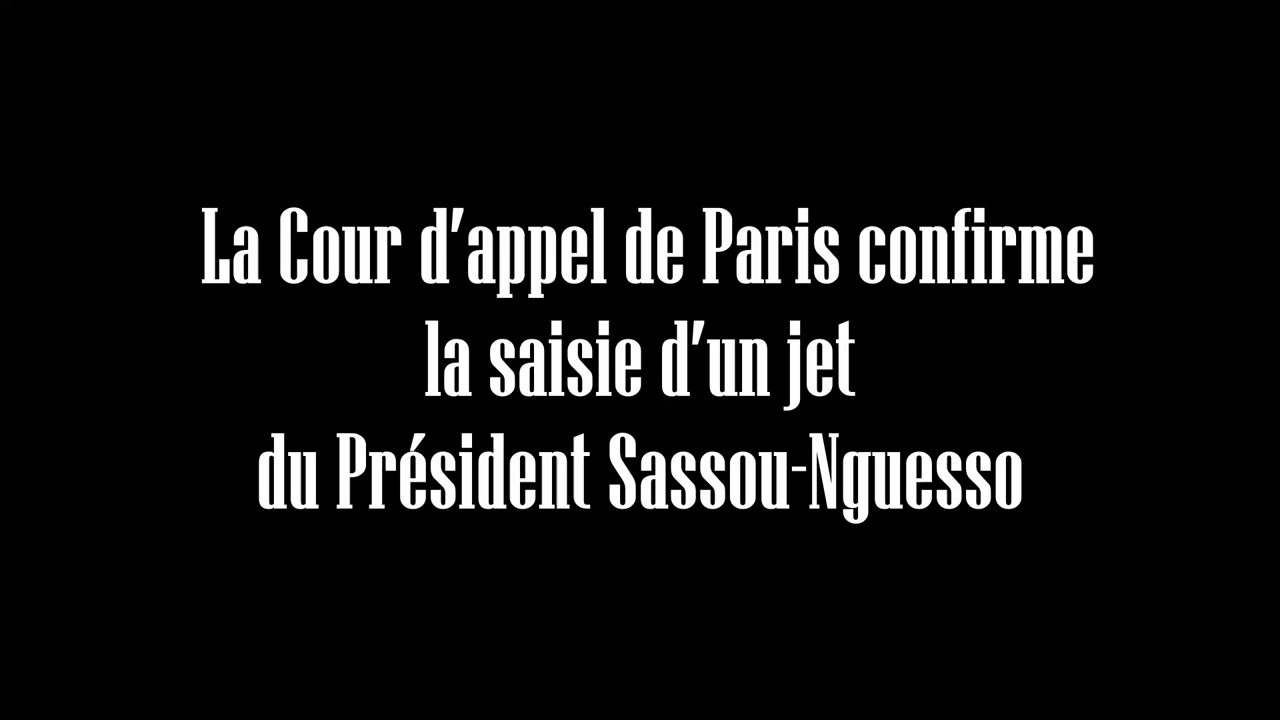 La Cour d’appel de Paris confirme
la saisie d’un jet
du Président Sassou-Nguesso